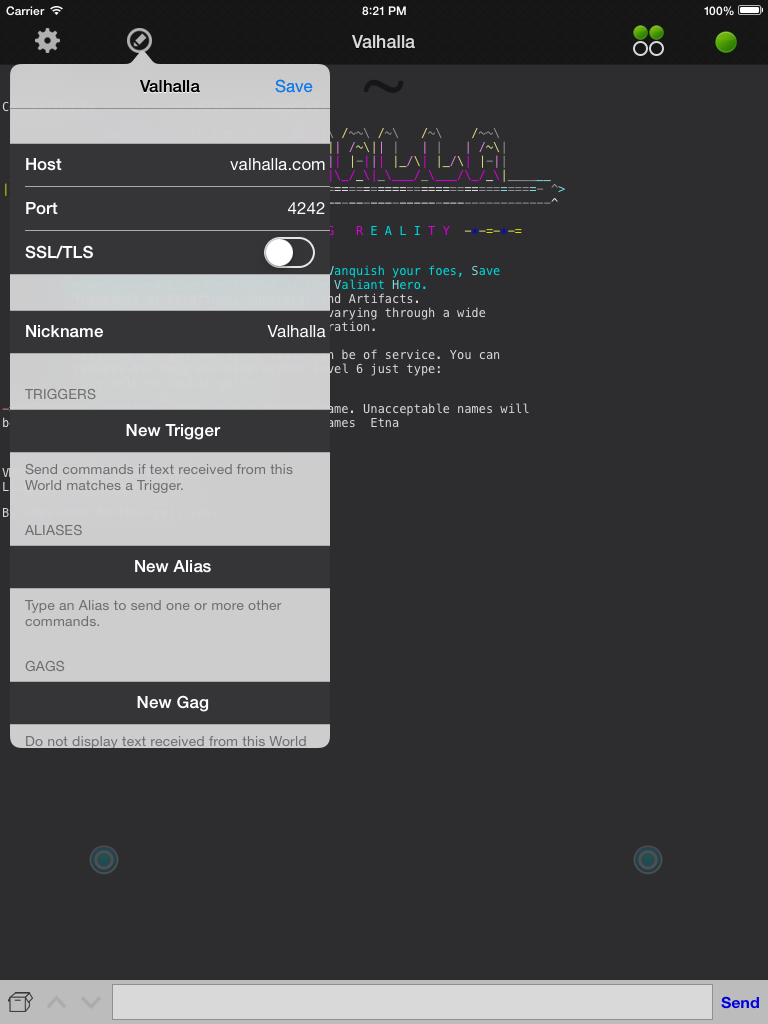 Carrier 8:21 PM 100%
Valhalla
Valhalla Save
Host valhalla.com
Port 4242
SSL/TLS
Nickname Valhalla
TRIGGERS
New Trigger
Send commands if text received from this
World matches a Trigger.
ALIASES
New Alias
Type an Alias to send one or more other
commands.
GAGS
New Gag
Do not display text received from this World
R E A L I T Y -=-=-=-=
Vanquish your foes, Save
Valiant Hero.
nd Artifacts.
varying through a wide
ration.
n be of service. You can
vel 6 just type:
ame. Unacceptable names will
ames Etna
Send